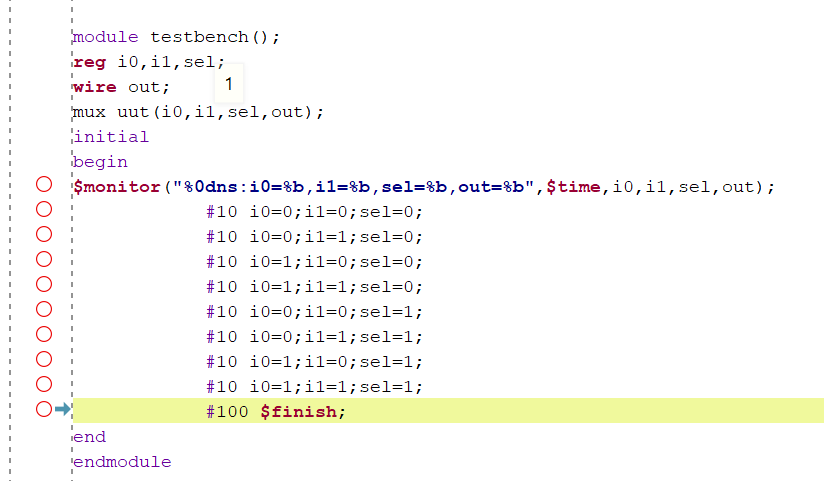 module testbench();
reg i0,i1,sel;
wire out;
1
mux uut(i0,i1,sel,out);
initial
begin
$monitor("%0dns:i0=%b,i1=%b,sel=%b,out=%b",$time,i0,i1,sel,out);
#10 i0=0;i1=0;sel=0;
#10 i0=0;i1=1;sel=0;
#10 i0=1;i1=0;sel=0;
#10 i0=1;i1=1;sel=0;
#10 i0=0;i1=0;sel=1;
#10 i0=0;i1=1;sel=1;
#10 i0=1;i1=0;sel=1;
#10 i0=1;i1=1;sel=1;
#100 $finish;
end
endmodule